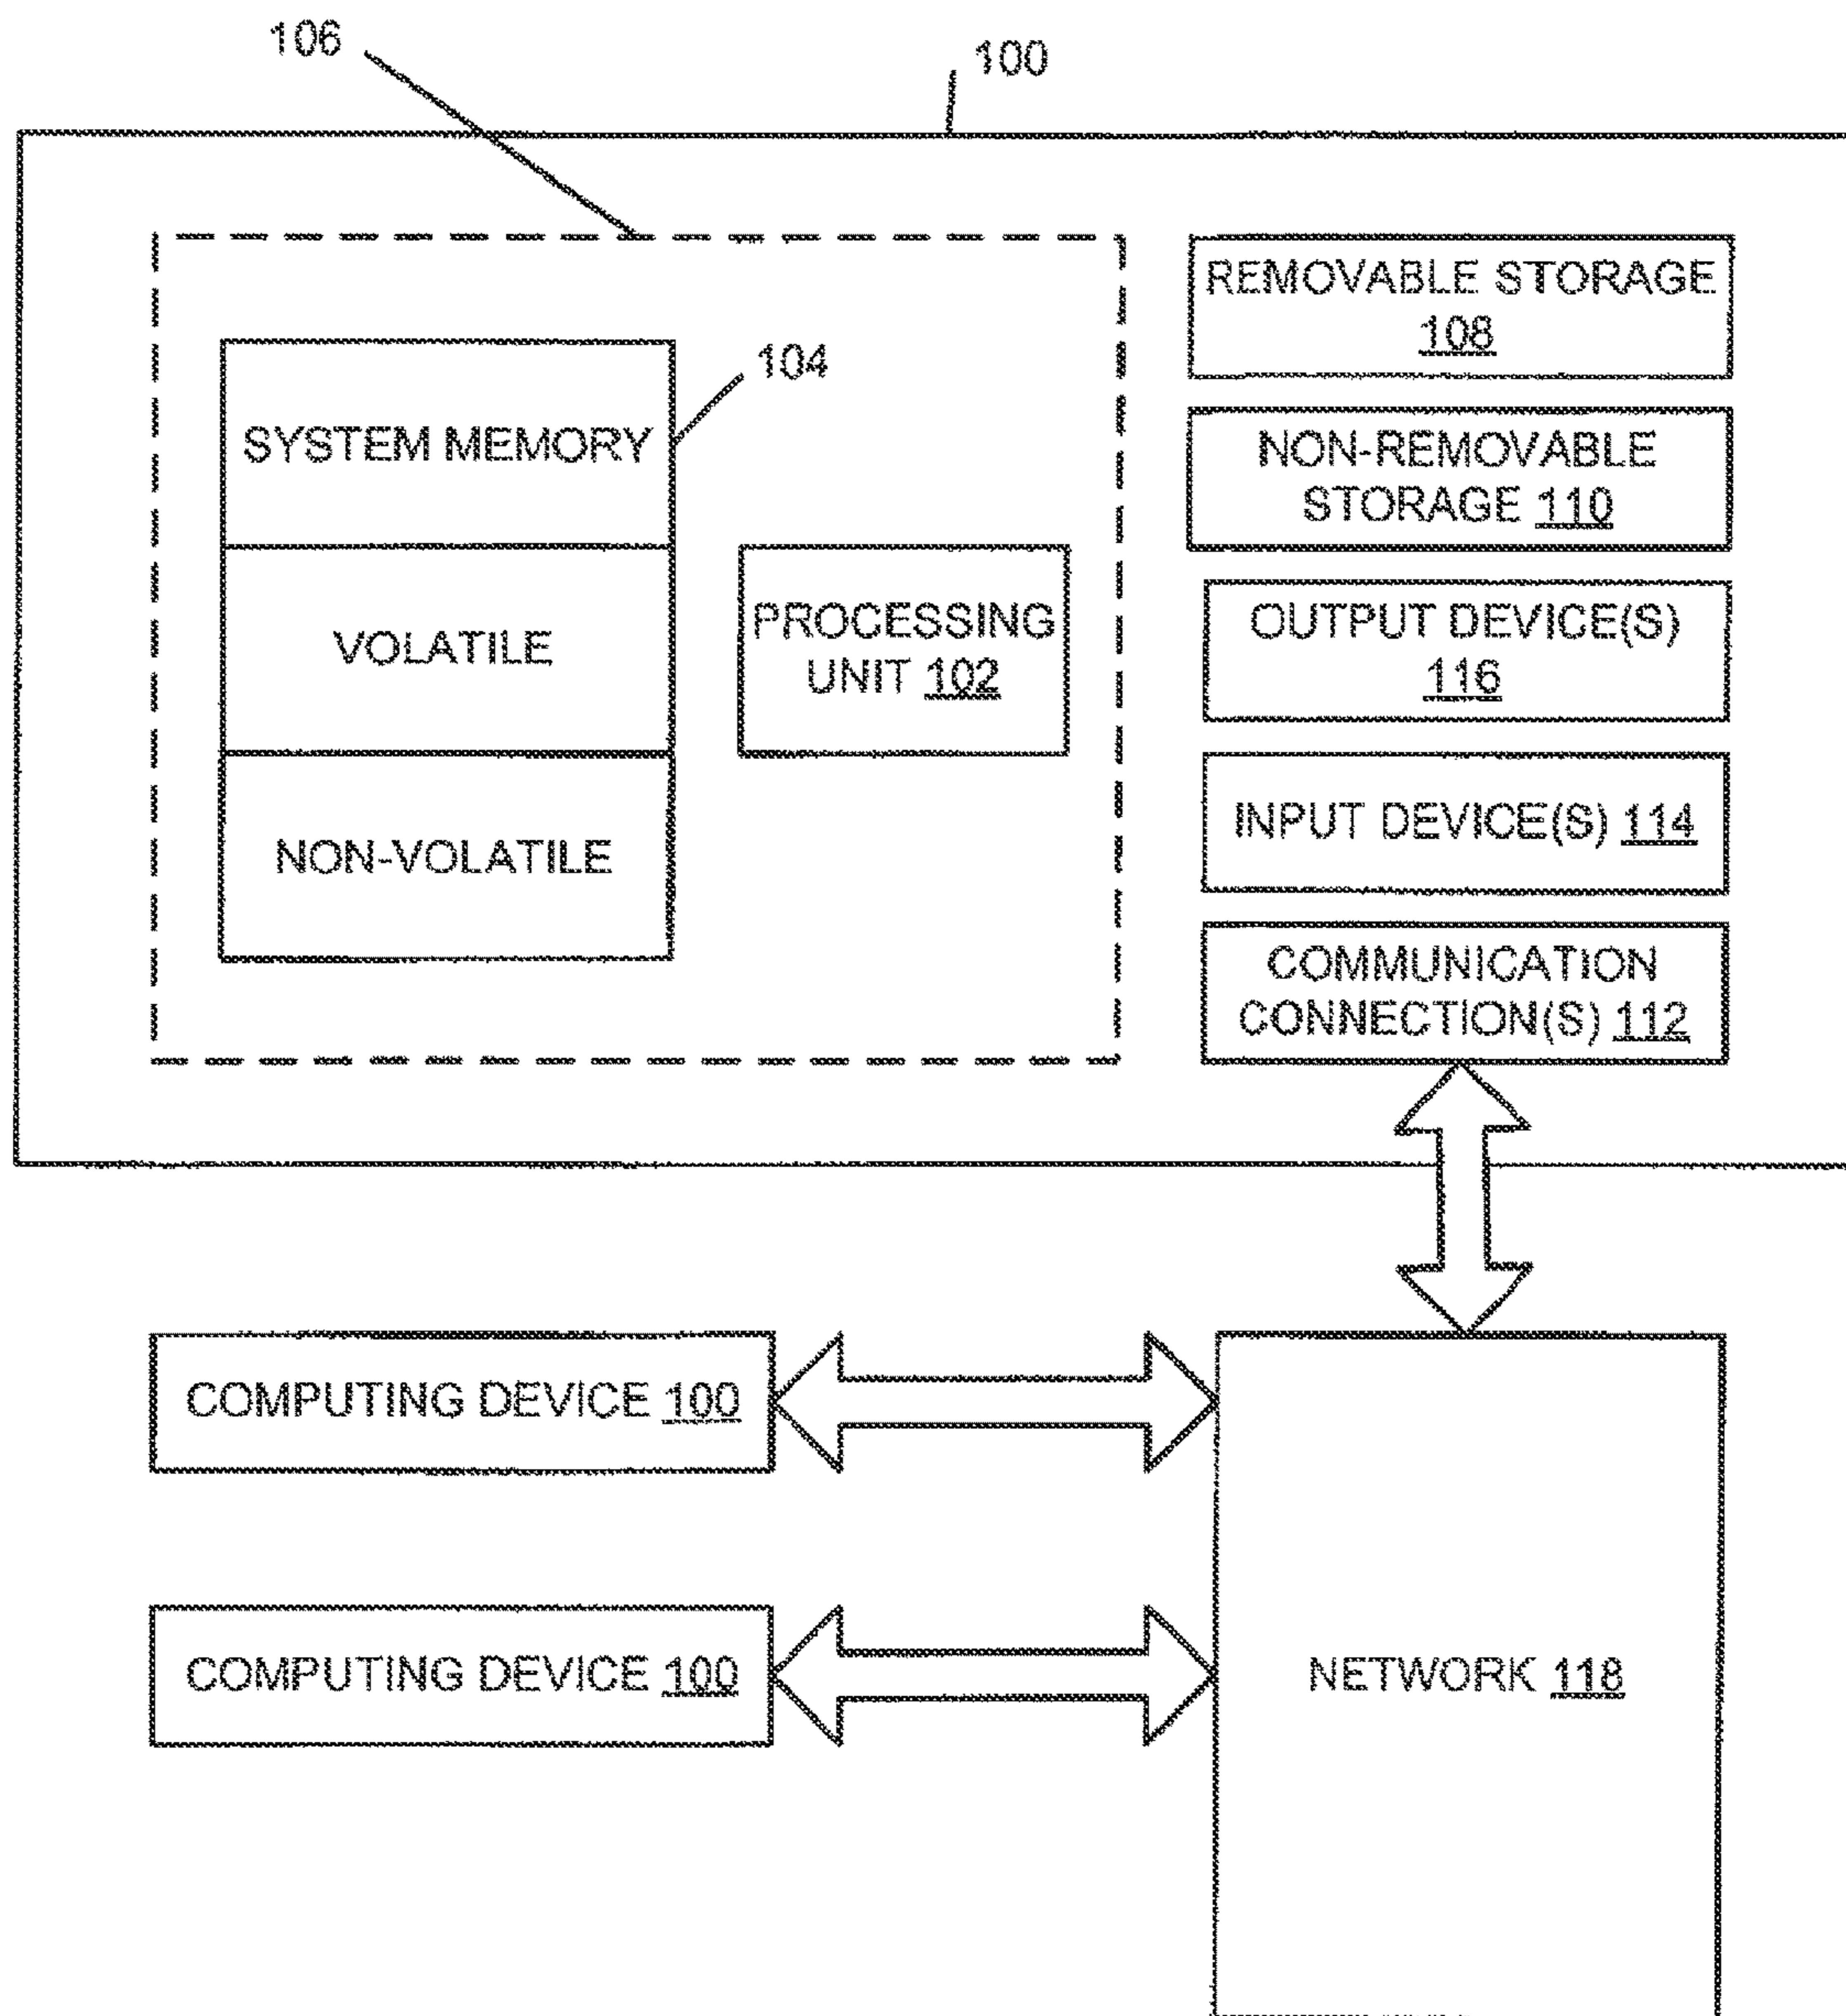 106
100
104
SYSTEM MEMORY
VOLATILE
NON-VOLATILE
PROCESSING
UNIT 102
REMOVABLE STORAGE
108
NON-REMOVABLE
STORAGE 110
OUTPUT DEVICE(S)
116
INPUT DEVICE(S) 114
COMMUNICATION
CONNECTION(S) 112
COMPUTING DEVICE 100
COMPUTING DEVICE 100
NETWORK 118